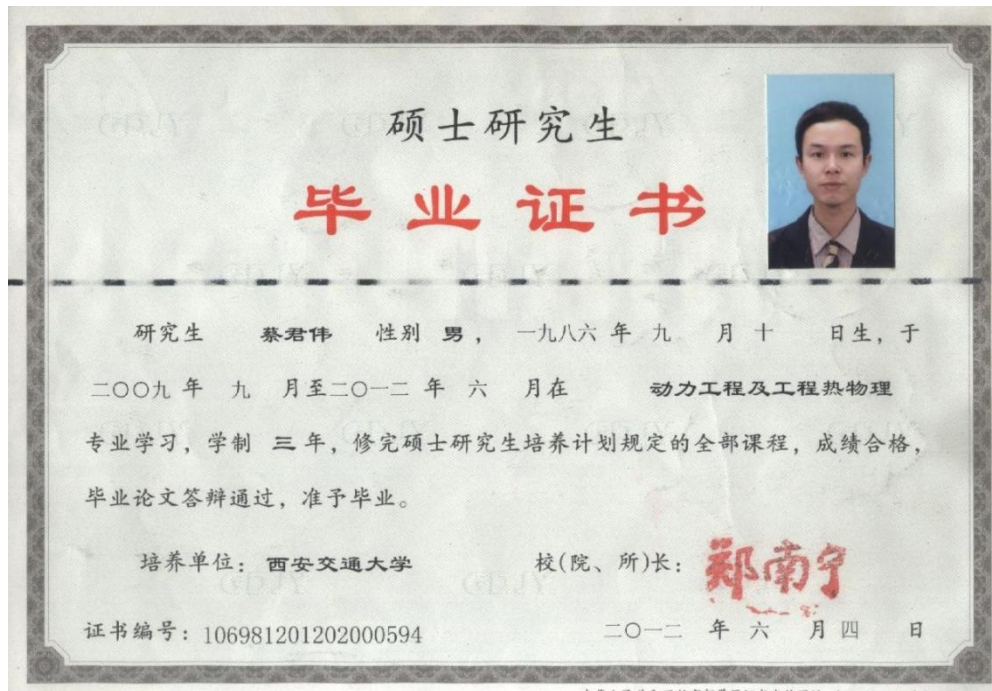 硕士研究生
毕业证书
研究生 蔡君伟 性别 男, 一九八六 年 九 月 十 日生, 于
二〇〇九 年 九 月至二〇一二 年 六 月在 动力工程及工程热物理
专业学习, 学制 三 年, 修完硕士研究生培养计划规定的全部课程, 成绩合格,
毕业论文答辩通过, 准予毕业。
培养单位: 西安交通大学 校(院、所)长: 郑南宁
证书编号: 106981201202000594 二〇一二 年 六 月 四 日